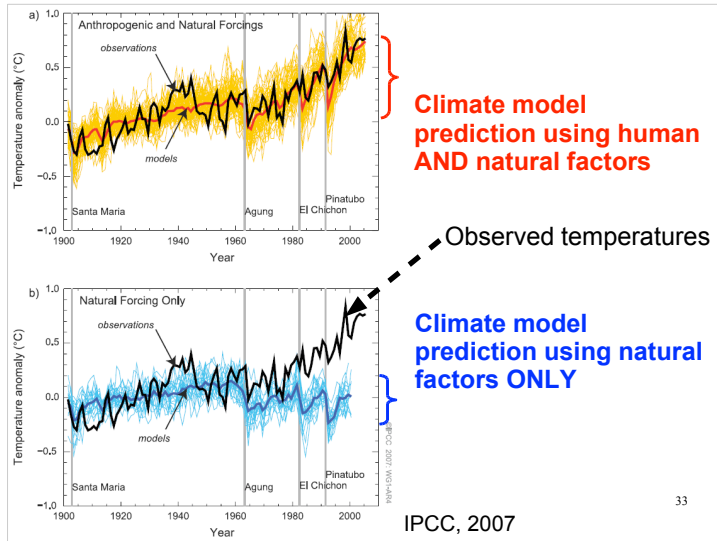 a)
Anthropogenic and Natural Forcings
observations
models
Temperature anomaly (°C)
1,0
0.5
0.0
−0.5
−1.0
Santa Maria
Agung
El Chichon
Pinatubo
1900
1920
1940
1960
1980
2000
Year
Climate model
prediction using human
AND natural factors
Observed temperatures
b)
Natural Forcing Only
observations
models
Temperature anomaly (°C)
1.0
0.5
0.0
−0.5
−1.0
Santa Maria
Agung
El Chichon
Pinatubo
1900
1920
1940
1960
1980
2000
Year
Climate model
prediction using natural
factors ONLY
©IPCC 2007: WG1-AR4
33
IPCC, 2007